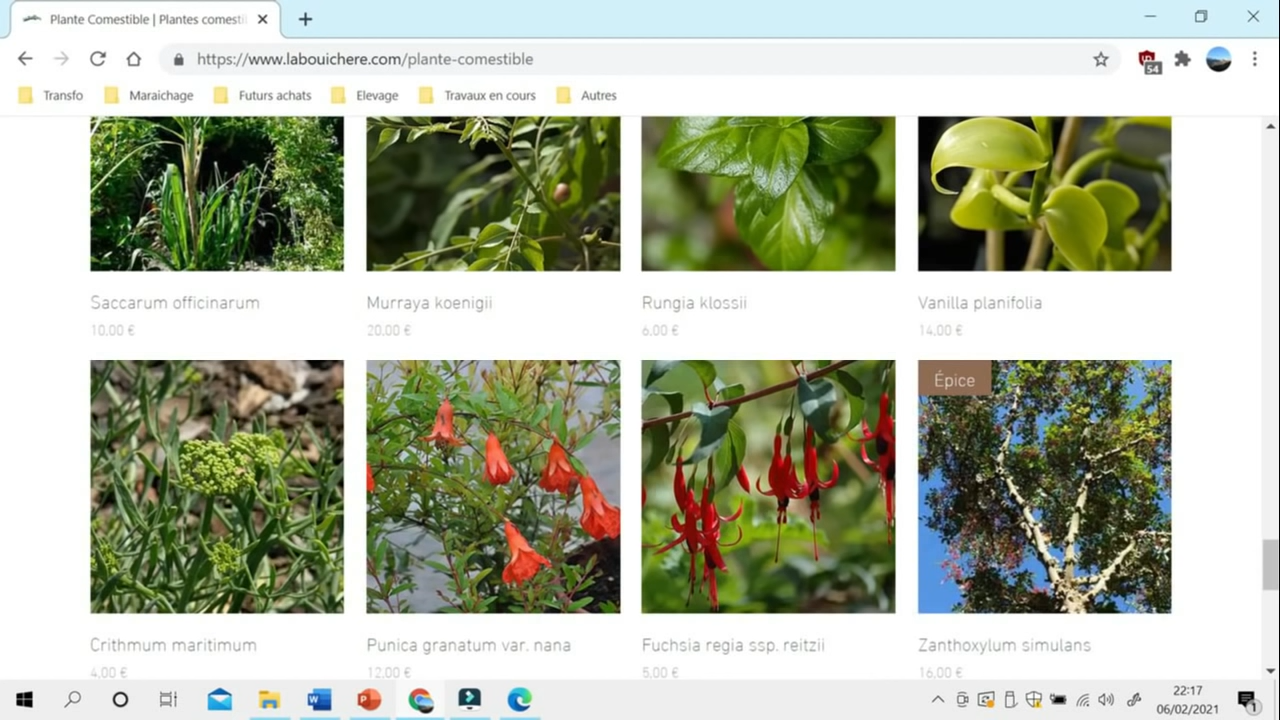 Plante Comestible | Plantes comesti
https://www.labouichere.com/plante-comestible
54
Transfo Maraichage Futurs achats Elevage Travaux en cours Autres
Saccarum officinarum Murraya koenigii Rungia klossii Vanilla planifolia
10,00 € 20,00 € 6,00 € 14,00 €
Épice
Crithmum maritimum Punica granatum var. nana Fuchsia regia ssp. reitzii Zanthoxylum simulans
4,00 € 12,00 € 5,00 € 16,00 €
22:17
06/02/2021
1